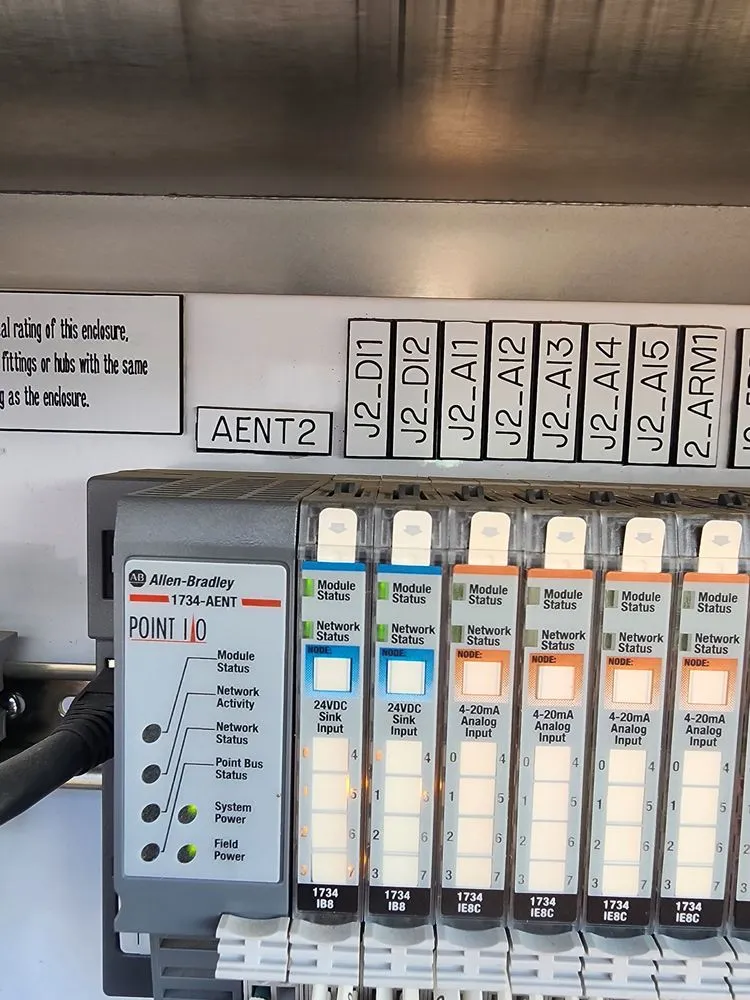 al rating of this enclosure,
fittings or hubs with the same
g as the enclosure.
AENT2
J2_DI1
J2_DI2
J2_AI1
J2_AI2
J2_AI3
J2_AI4
J2_AI5
2_ARM1
AB Allen-Bradley
1734-AENT
POINT I/O
Module
Status
Network
Activity
Network
Status
Point Bus
Status
System
Power
Field
Power
Module
Status
Network
Status
NODE:
24VDC
Sink
Input
4
1 5
2 6
3 7
1734
IB8
Module
Status
Network
Status
NODE:
24VDC
Sink
Input
0 4
1 5
2 6
3 7
1734
IB8
Module
Status
Network
Status
NODE:
4-20mA
Analog
Input
0 4
1 5
2 6
3 7
1734
IE8C
Module
Status
Network
Status
NODE:
4-20mA
Analog
Input
0 4
1 5
2 6
3 7
1734
IE8C
Module
Status
Network
Status
NODE:
4-20mA
Analog
Input
0 4
1 5
2 6
3 7
1734
IE8C
Module
Status
Network
Status
NODE:
4-20mA
Analog
Input
0 4
1 5
2 6
3 7
1734
IE8C